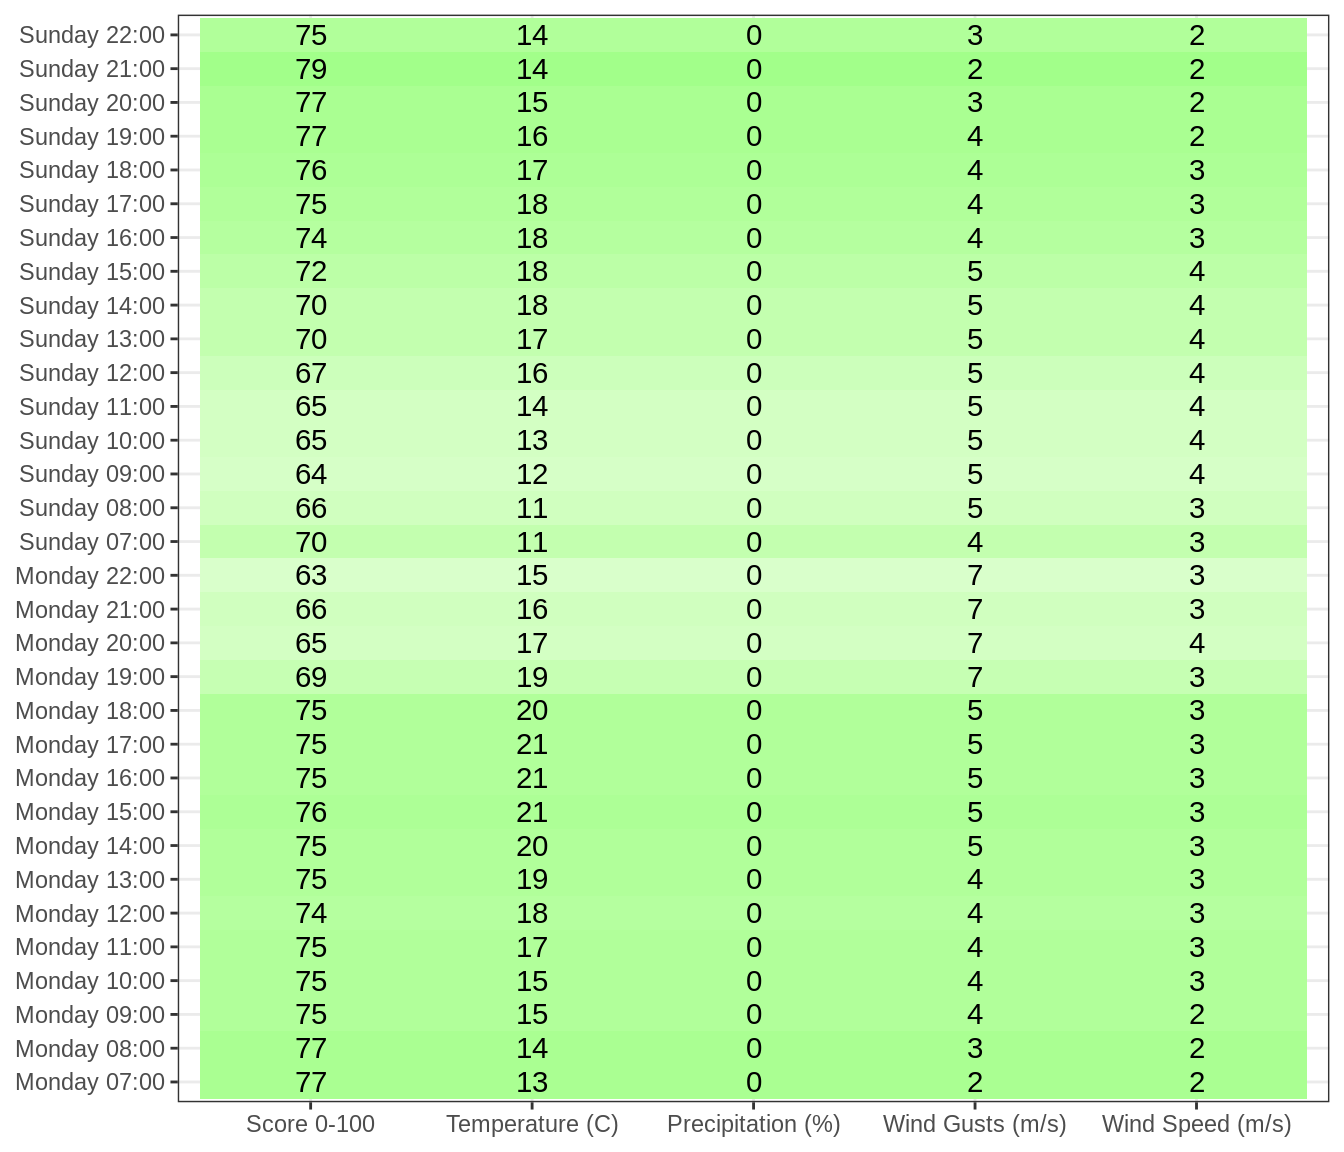 Sunday 22:00 75 14 0 3 2
Sunday 21:00 79 14 0 2 2
Sunday 20:00 77 15 0 3 2
Sunday 19:00 77 16 0 4 2
Sunday 18:00 76 17 0 4 3
Sunday 17:00 75 18 0 4 3
Sunday 16:00 74 18 0 4 3
Sunday 15:00 72 18 0 5 4
Sunday 14:00 70 18 0 5 4
Sunday 13:00 70 17 0 5 4
Sunday 12:00 67 16 0 5 4
Sunday 11:00 65 14 0 5 4
Sunday 10:00 65 13 0 5 4
Sunday 09:00 64 12 0 5 4
Sunday 08:00 66 11 0 5 3
Sunday 07:00 70 11 0 4 3
Monday 22:00 63 15 0 7 3
Monday 21:00 66 16 0 7 3
Monday 20:00 65 17 0 7 4
Monday 19:00 69 19 0 7 3
Monday 18:00 75 20 0 5 3
Monday 17:00 75 21 0 5 3
Monday 16:00 75 21 0 5 3
Monday 15:00 76 21 0 5 3
Monday 14:00 75 20 0 5 3
Monday 13:00 75 19 0 4 3
Monday 12:00 74 18 0 4 3
Monday 11:00 75 17 0 4 3
Monday 10:00 75 15 0 4 3
Monday 09:00 75 15 0 4 2
Monday 08:00 77 14 0 3 2
Monday 07:00 77 13 0 2 2
Score 0-100 Temperature (C) Precipitation (%) Wind Gusts (m/s) Wind Speed (m/s)